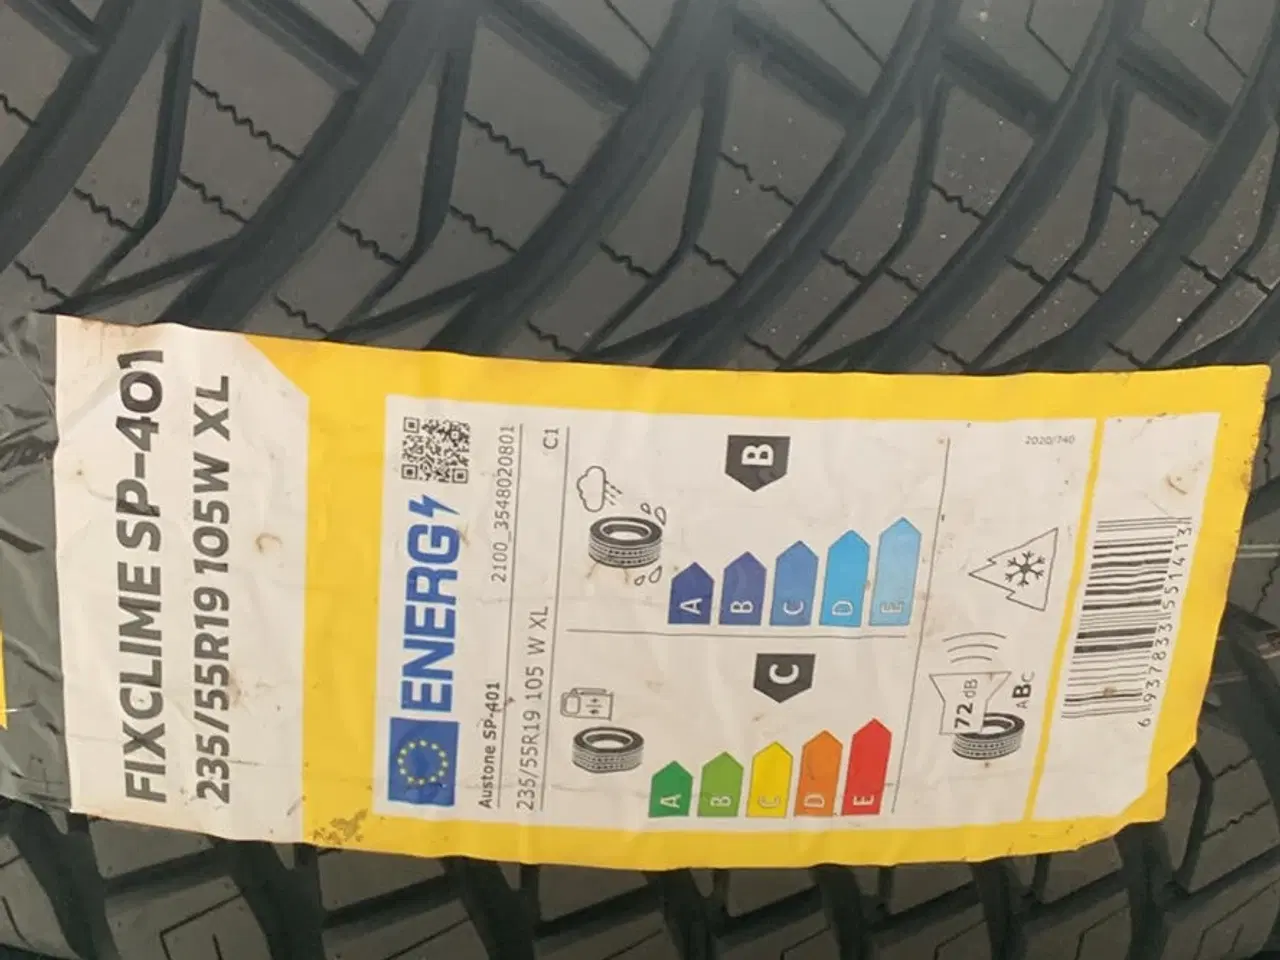 FIXCLIME SP-401
235/55R19 105W XL
ENERG
Austone SP-401
2100_3548020801
235/55R19 105 W XL
C1
C
A
B
C
D
E
B
A
B
C
D
E
72 dB
ABC
2020/740
6937833551413